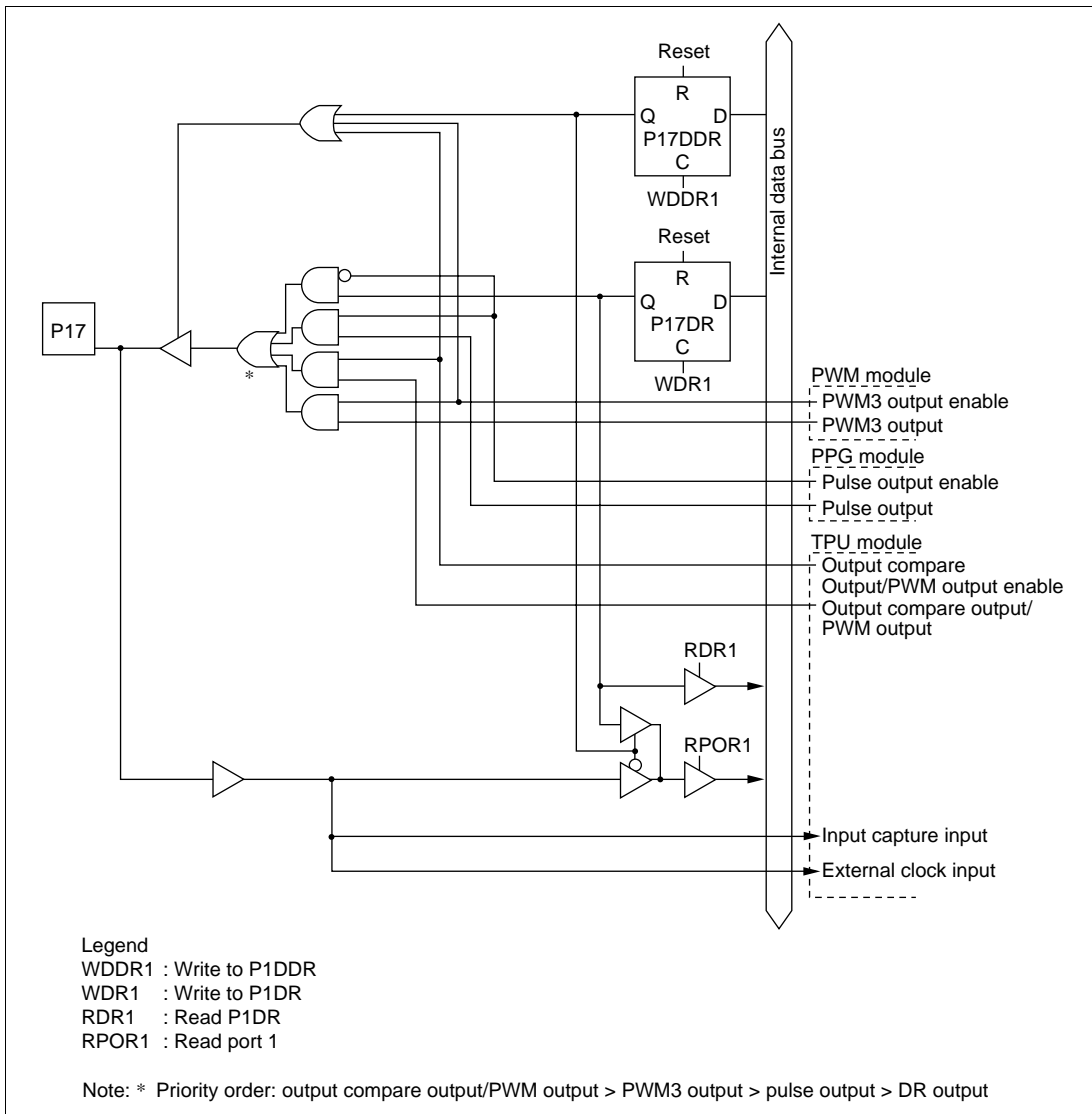 Reset
R
Q
D
P17DDR
C
WDDR1
Internal data bus
Reset
R
Q
D
P17DR
C
WDR1
P17
*
PWM module
PWM3 output enable
PWM3 output
PPG module
Pulse output enable
Pulse output
TPU module
Output compare
Output/PWM output enable
Output compare output/
PWM output
RDR1
RPOR1
Input capture input
External clock input
Legend
WDDR1 : Write to P1DDR
WDR1 : Write to P1DR
RDR1 : Read P1DR
RPOR1 : Read port 1
Note: * Priority order: output compare output/PWM output > PWM3 output > pulse output > DR output